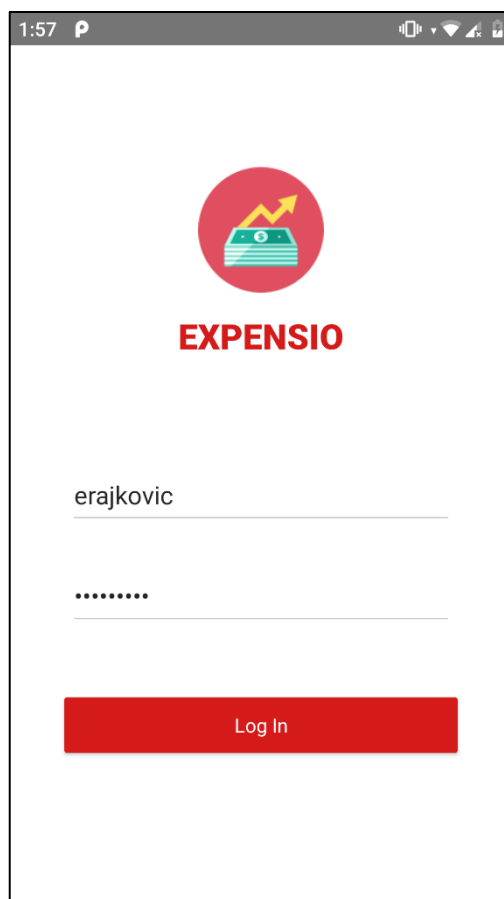 1:57
EXPENSIO
erajkovic
•••••••••
Log In